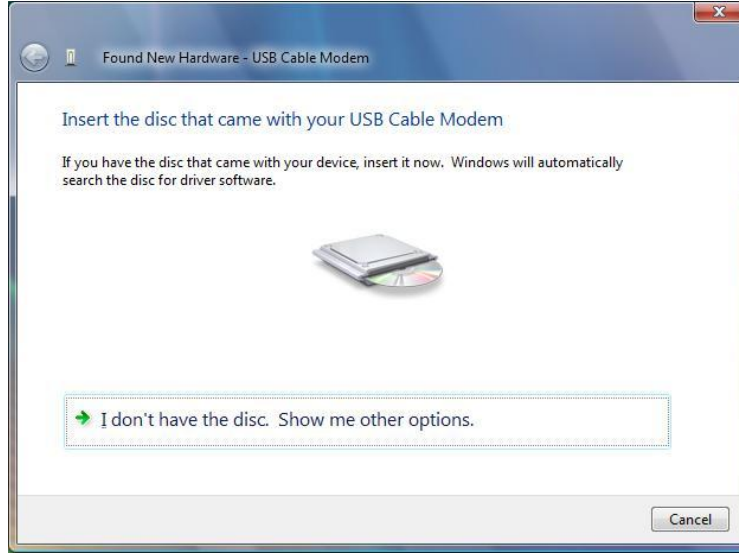 Found New Hardware - USB Cable Modem
Insert the disc that came with your USB Cable Modem
If you have the disc that came with your device, insert it now.  Windows will automatically
search the disc for driver software.
I don't have the disc.  Show me other options.
Cancel